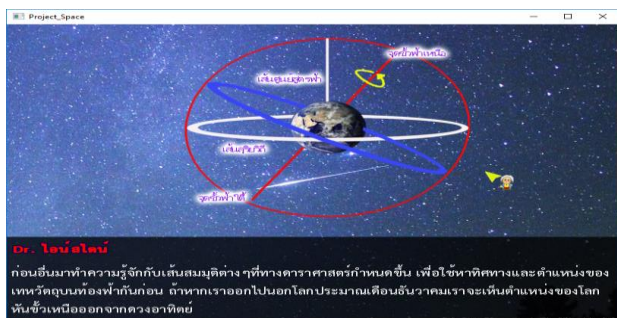 Project_Space
จุดขั้วฟ้าเหนือ
เส้นศูนย์สูตรฟ้า
เส้นสุริยวิถี
จุดขั้วฟ้าใต้
Dr. ไอน์สไตน์
ก่อนอื่นมาทำความรู้จักกับเส้นสมมุติต่างๆที่ทางดาราศาสตร์กำหนดขึ้น เพื่อใช้หาทิศทางและตำแหน่งของ
เทหวัตถุบนท้องฟ้ากันก่อน ถ้าหากเราออกไปนอกโลกประมาณเดือนธันวาคมเราจะเห็นตำแหน่งของโลก
หันขั้วเหนือออกจากดวงอาทิตย์